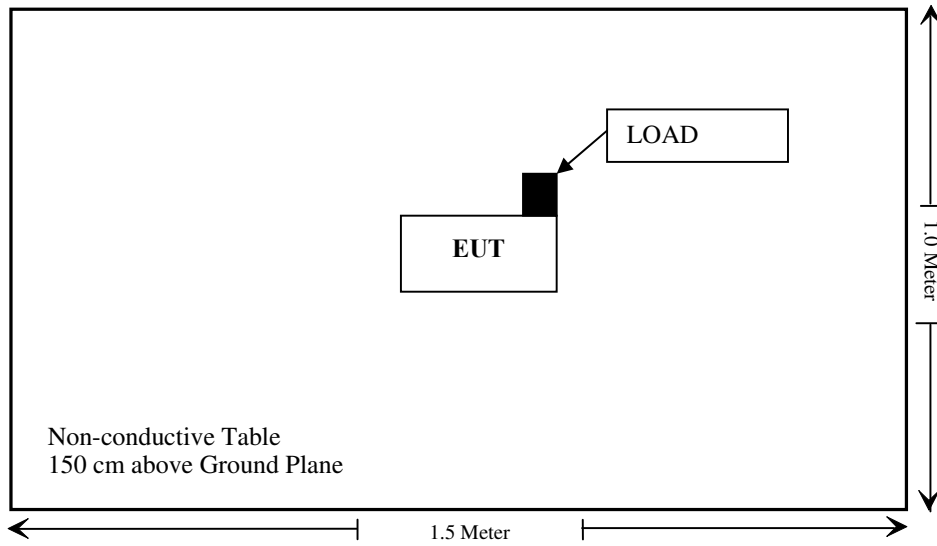 LOAD
EUT
1.0 Meter
Non-conductive Table
150 cm above Ground Plane
1.5 Meter